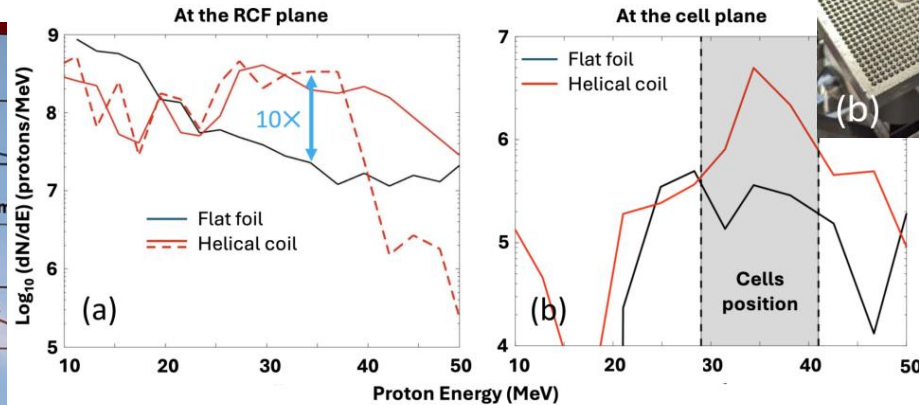 At the RCF plane
At the cell plane
Log₁₀ (dN/dE) (protons/MeV)
9
8
7
6
5
10×
Flat foil
Helical coil
(a)
10
20
30
40
50
7
6
5
4
Flat foil
Helical coil
(b)
Cells
position
(b)
10
20
30
40
50
Proton Energy (MeV)